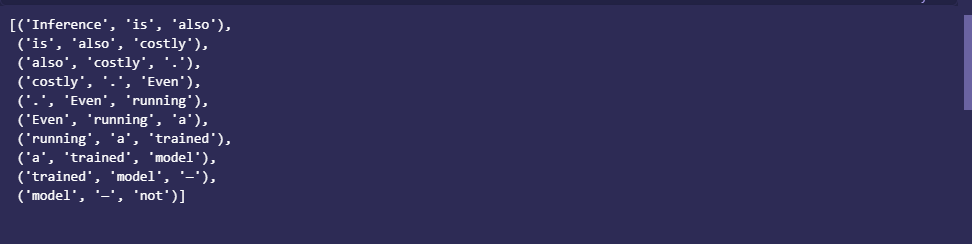 [('Inference', 'is', 'also'),
('is', 'also', 'costly'),
('also', 'costly', '.'),
('costly', '.', 'Even'),
('.', 'Even', 'running'),
('Even', 'running', 'a'),
('running', 'a', 'trained'),
('a', 'trained', 'model'),
('trained', 'model', '—'),
('model', '—', 'not')]